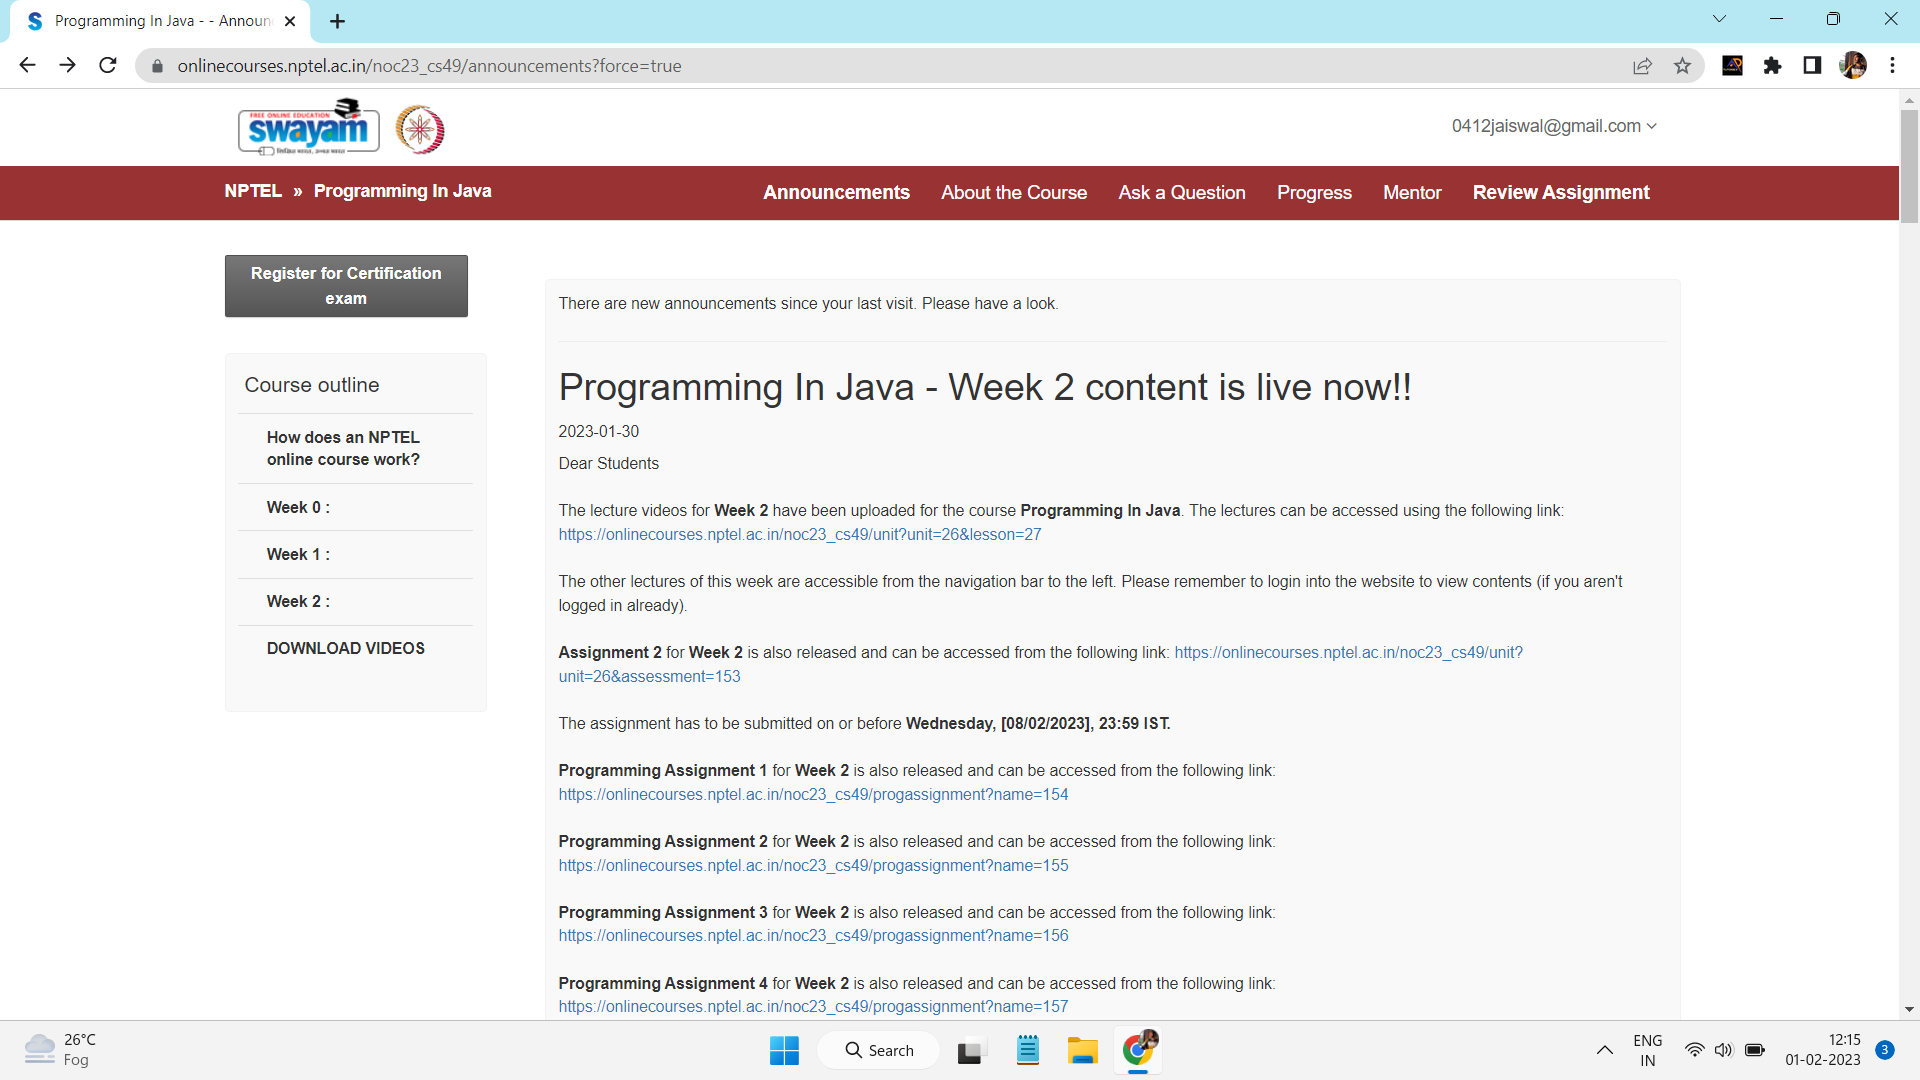 Programming In Java - - Announ
onlinecourses.nptel.ac.in/noc23_cs49/announcements?force=true
FREE ONLINE EDUCATION
swayam
0412jaiswal@gmail.com
NPTEL » Programming In Java
Announcements About the Course Ask a Question Progress Mentor Review Assignment
Register for Certification
exam
There are new announcements since your last visit. Please have a look.
Course outline
How does an NPTEL
online course work?
Week 0 :
Week 1 :
Week 2 :
DOWNLOAD VIDEOS
Programming In Java - Week 2 content is live now!!
2023-01-30
Dear Students
The lecture videos for Week 2 have been uploaded for the course Programming In Java. The lectures can be accessed using the following link:
https://onlinecourses.nptel.ac.in/noc23_cs49/unit?unit=26&lesson=27
The other lectures of this week are accessible from the navigation bar to the left. Please remember to login into the website to view contents (if you aren't
logged in already).
Assignment 2 for Week 2 is also released and can be accessed from the following link: https://onlinecourses.nptel.ac.in/noc23_cs49/unit?
unit=26&assessment=153
The assignment has to be submitted on or before Wednesday, [08/02/2023], 23:59 IST.
Programming Assignment 1 for Week 2 is also released and can be accessed from the following link:
https://onlinecourses.nptel.ac.in/noc23_cs49/progassignment?name=154
Programming Assignment 2 for Week 2 is also released and can be accessed from the following link:
https://onlinecourses.nptel.ac.in/noc23_cs49/progassignment?name=155
Programming Assignment 3 for Week 2 is also released and can be accessed from the following link:
https://onlinecourses.nptel.ac.in/noc23_cs49/progassignment?name=156
Programming Assignment 4 for Week 2 is also released and can be accessed from the following link:
https://onlinecourses.nptel.ac.in/noc23_cs49/progassignment?name=157
26°C
Fog
Search
ENG
IN
12:15
01-02-2023
3